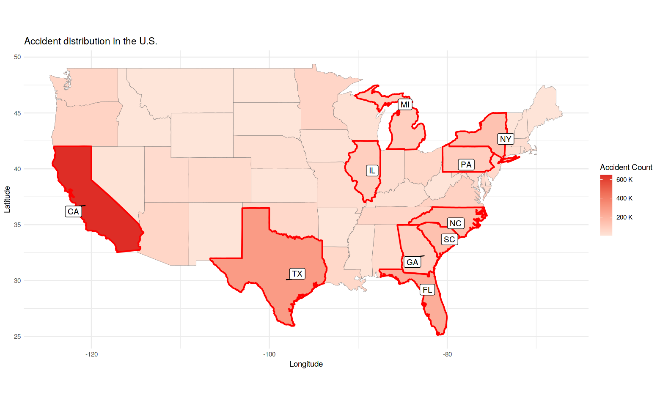 Accident distribution in the U.S.
50
45
40
35
30
25
Latitude
-120
-100
-80
Longitude
MI
NY
PA
IL
CA
NC
SC
GA
TX
FL
Accident Count
600 K
400 K
200 K